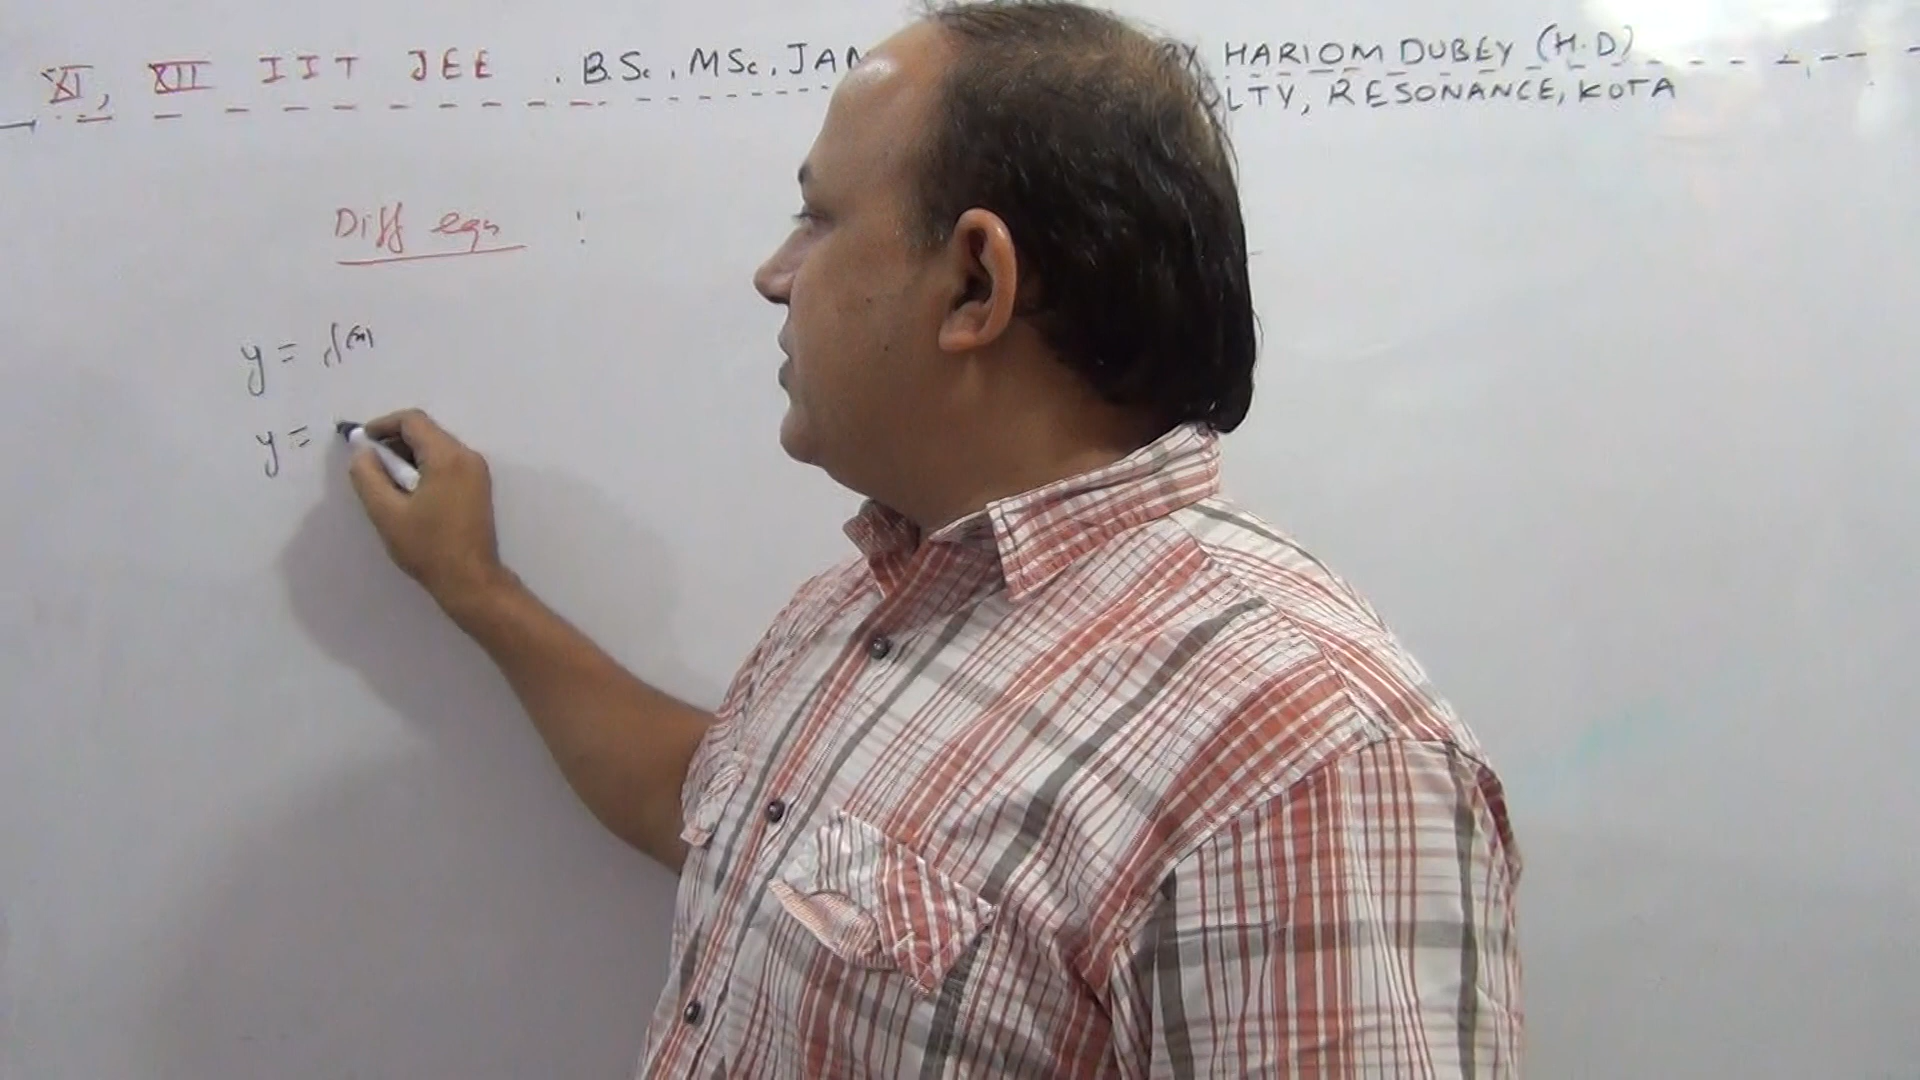 XI, XII IIT JEE . B.Sc, MSc, JAM
HARIOM DUBEY (H.D)
LTY, RESONANCE, KOTA
Diff eqn :
y = f(x)
y =